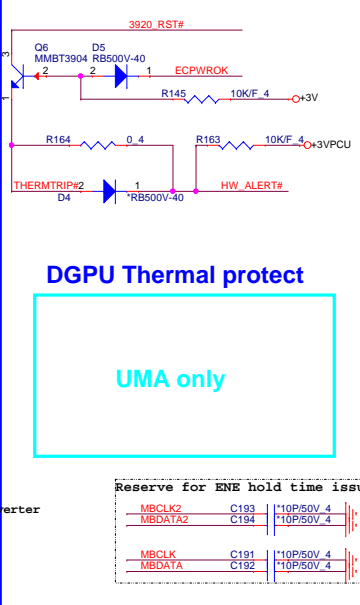 3920_RST#
3
Q6 D5
MMBT3904 RB500V-40
2 2 1 ECPWROK
R145 10K/F_4 +3V
1
R164 0_4 R163 10K/F_4 +3VPCU
THERMTRIP# 2 1 HW_ALERT#
D4 *RB500V-40
DGPU Thermal protect
UMA only
Reserve for ENE hold time issu
verter
MBCLK2 C193 *10P/50V_4
MBDATA2 C194 *10P/50V_4
MBCLK C191 *10P/50V_4
MBDATA C192 *10P/50V_4